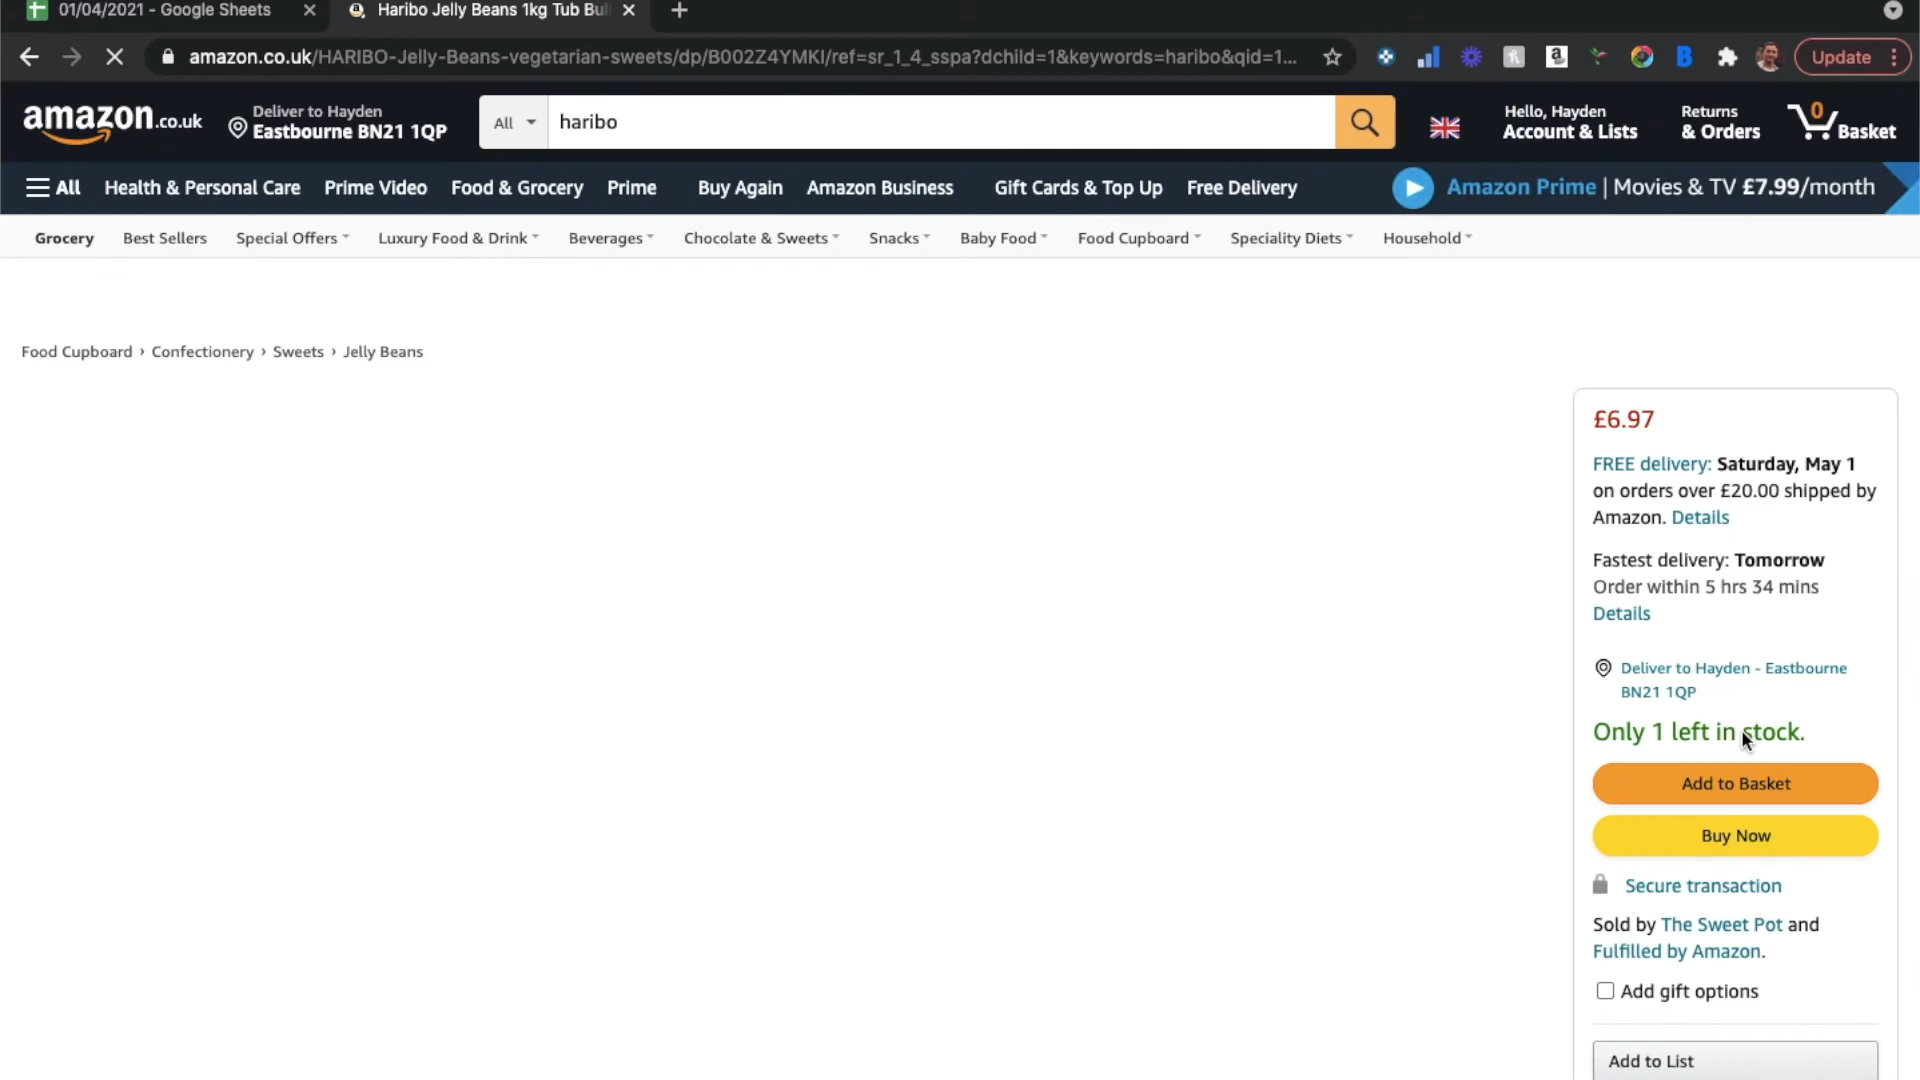 01/04/2021 - Google Sheets
Haribo Jelly Beans 1kg Tub Bul
amazon.co.uk/HARIBO-Jelly-Beans-vegetarian-sweets/dp/B002Z4YMKI/ref=sr_1_4_sspa?dchild=1&keywords=haribo&qid=1...
Update
amazon.co.uk
Deliver to Hayden
Eastbourne BN21 1QP
All
haribo
Hello, Hayden
Account & Lists
Returns
& Orders
0
Basket
All
Health & Personal Care
Prime Video
Food & Grocery
Prime
Buy Again
Amazon Business
Gift Cards & Top Up
Free Delivery
Amazon Prime | Movies & TV £7.99/month
Grocery
Best Sellers
Special Offers
Luxury Food & Drink
Beverages
Chocolate & Sweets
Snacks
Baby Food
Food Cupboard
Speciality Diets
Household
Food Cupboard › Confectionery › Sweets › Jelly Beans
£6.97
FREE delivery: Saturday, May 1
on orders over £20.00 shipped by
Amazon. Details
Fastest delivery: Tomorrow
Order within 5 hrs 34 mins
Details
Deliver to Hayden - Eastbourne
BN21 1QP
Only 1 left in stock.
Add to Basket
Buy Now
Secure transaction
Sold by The Sweet Pot and
Fulfilled by Amazon.
Add gift options
Add to List